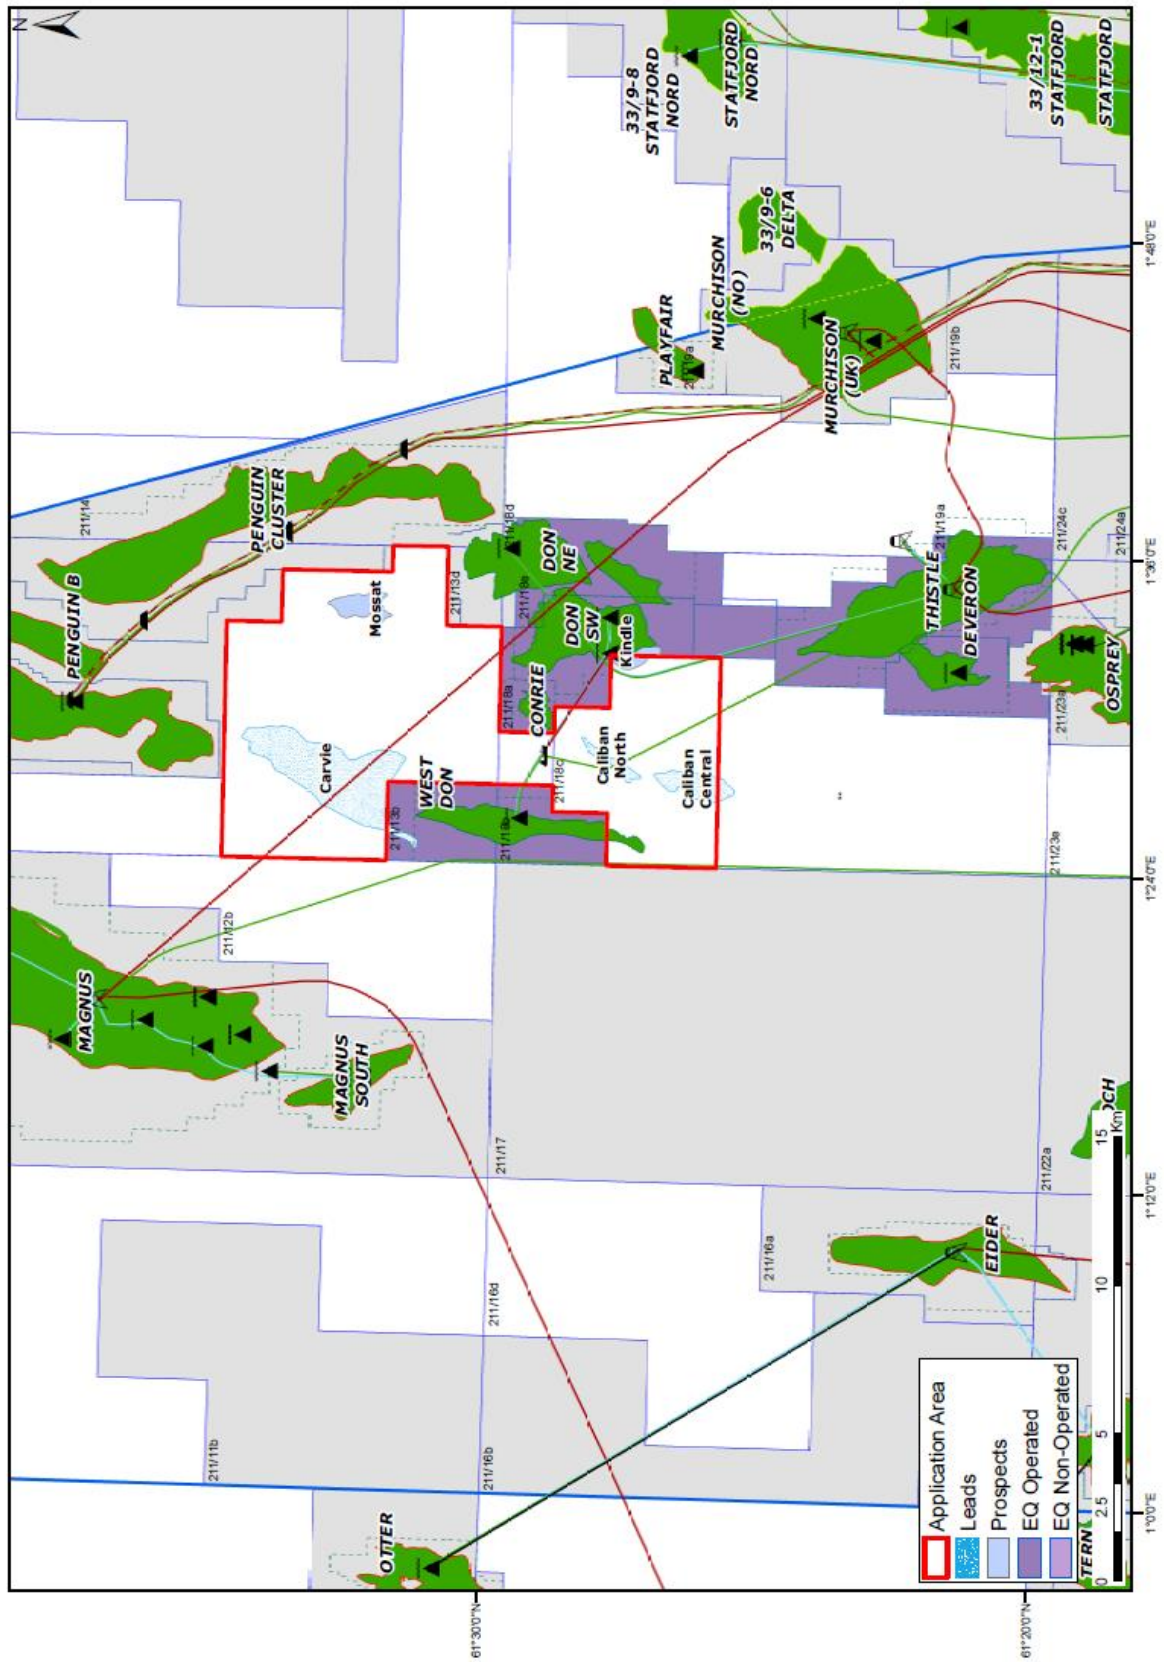 N
61°30'0"N
61°20'0"N
PENGUIN B
MAGNUS
211/14
211/11b
211/12b
PENGUIN
CLUSTER
Carvie
MAGNUS
SOUTH
Mossat
OTTER
211/13b
WEST
DON
211/13d
211/16b
211/16d
211/17
211/18b
211/18a
211/18d
211/18a
CONRIE
DON
NE
211/18c
DON
SW
Kindle
Caliban
North
33/9-8
STATFJORD
NORD
PLAYFAIR
211/19a
Caliban
Central
MURCHISON
(NO)
STATFJORD
NORD
33/9-6
DELTA
211/16a
MURCHISON
(UK)
THISTLE
211/19a
211/19b
DEVERON
EIDER
33/12-1
STATFJORD
211/22a
211/23a
211/23a
211/24c
STATFJORD
OSPREY
211/24a
OCH
TERN
Application Area
Leads
Prospects
EQ Operated
EQ Non-Operated
0
2.5
5
10
15
Km
1°0'0"E
1°12'0"E
1°24'0"E
1°36'0"E
1°48'0"E